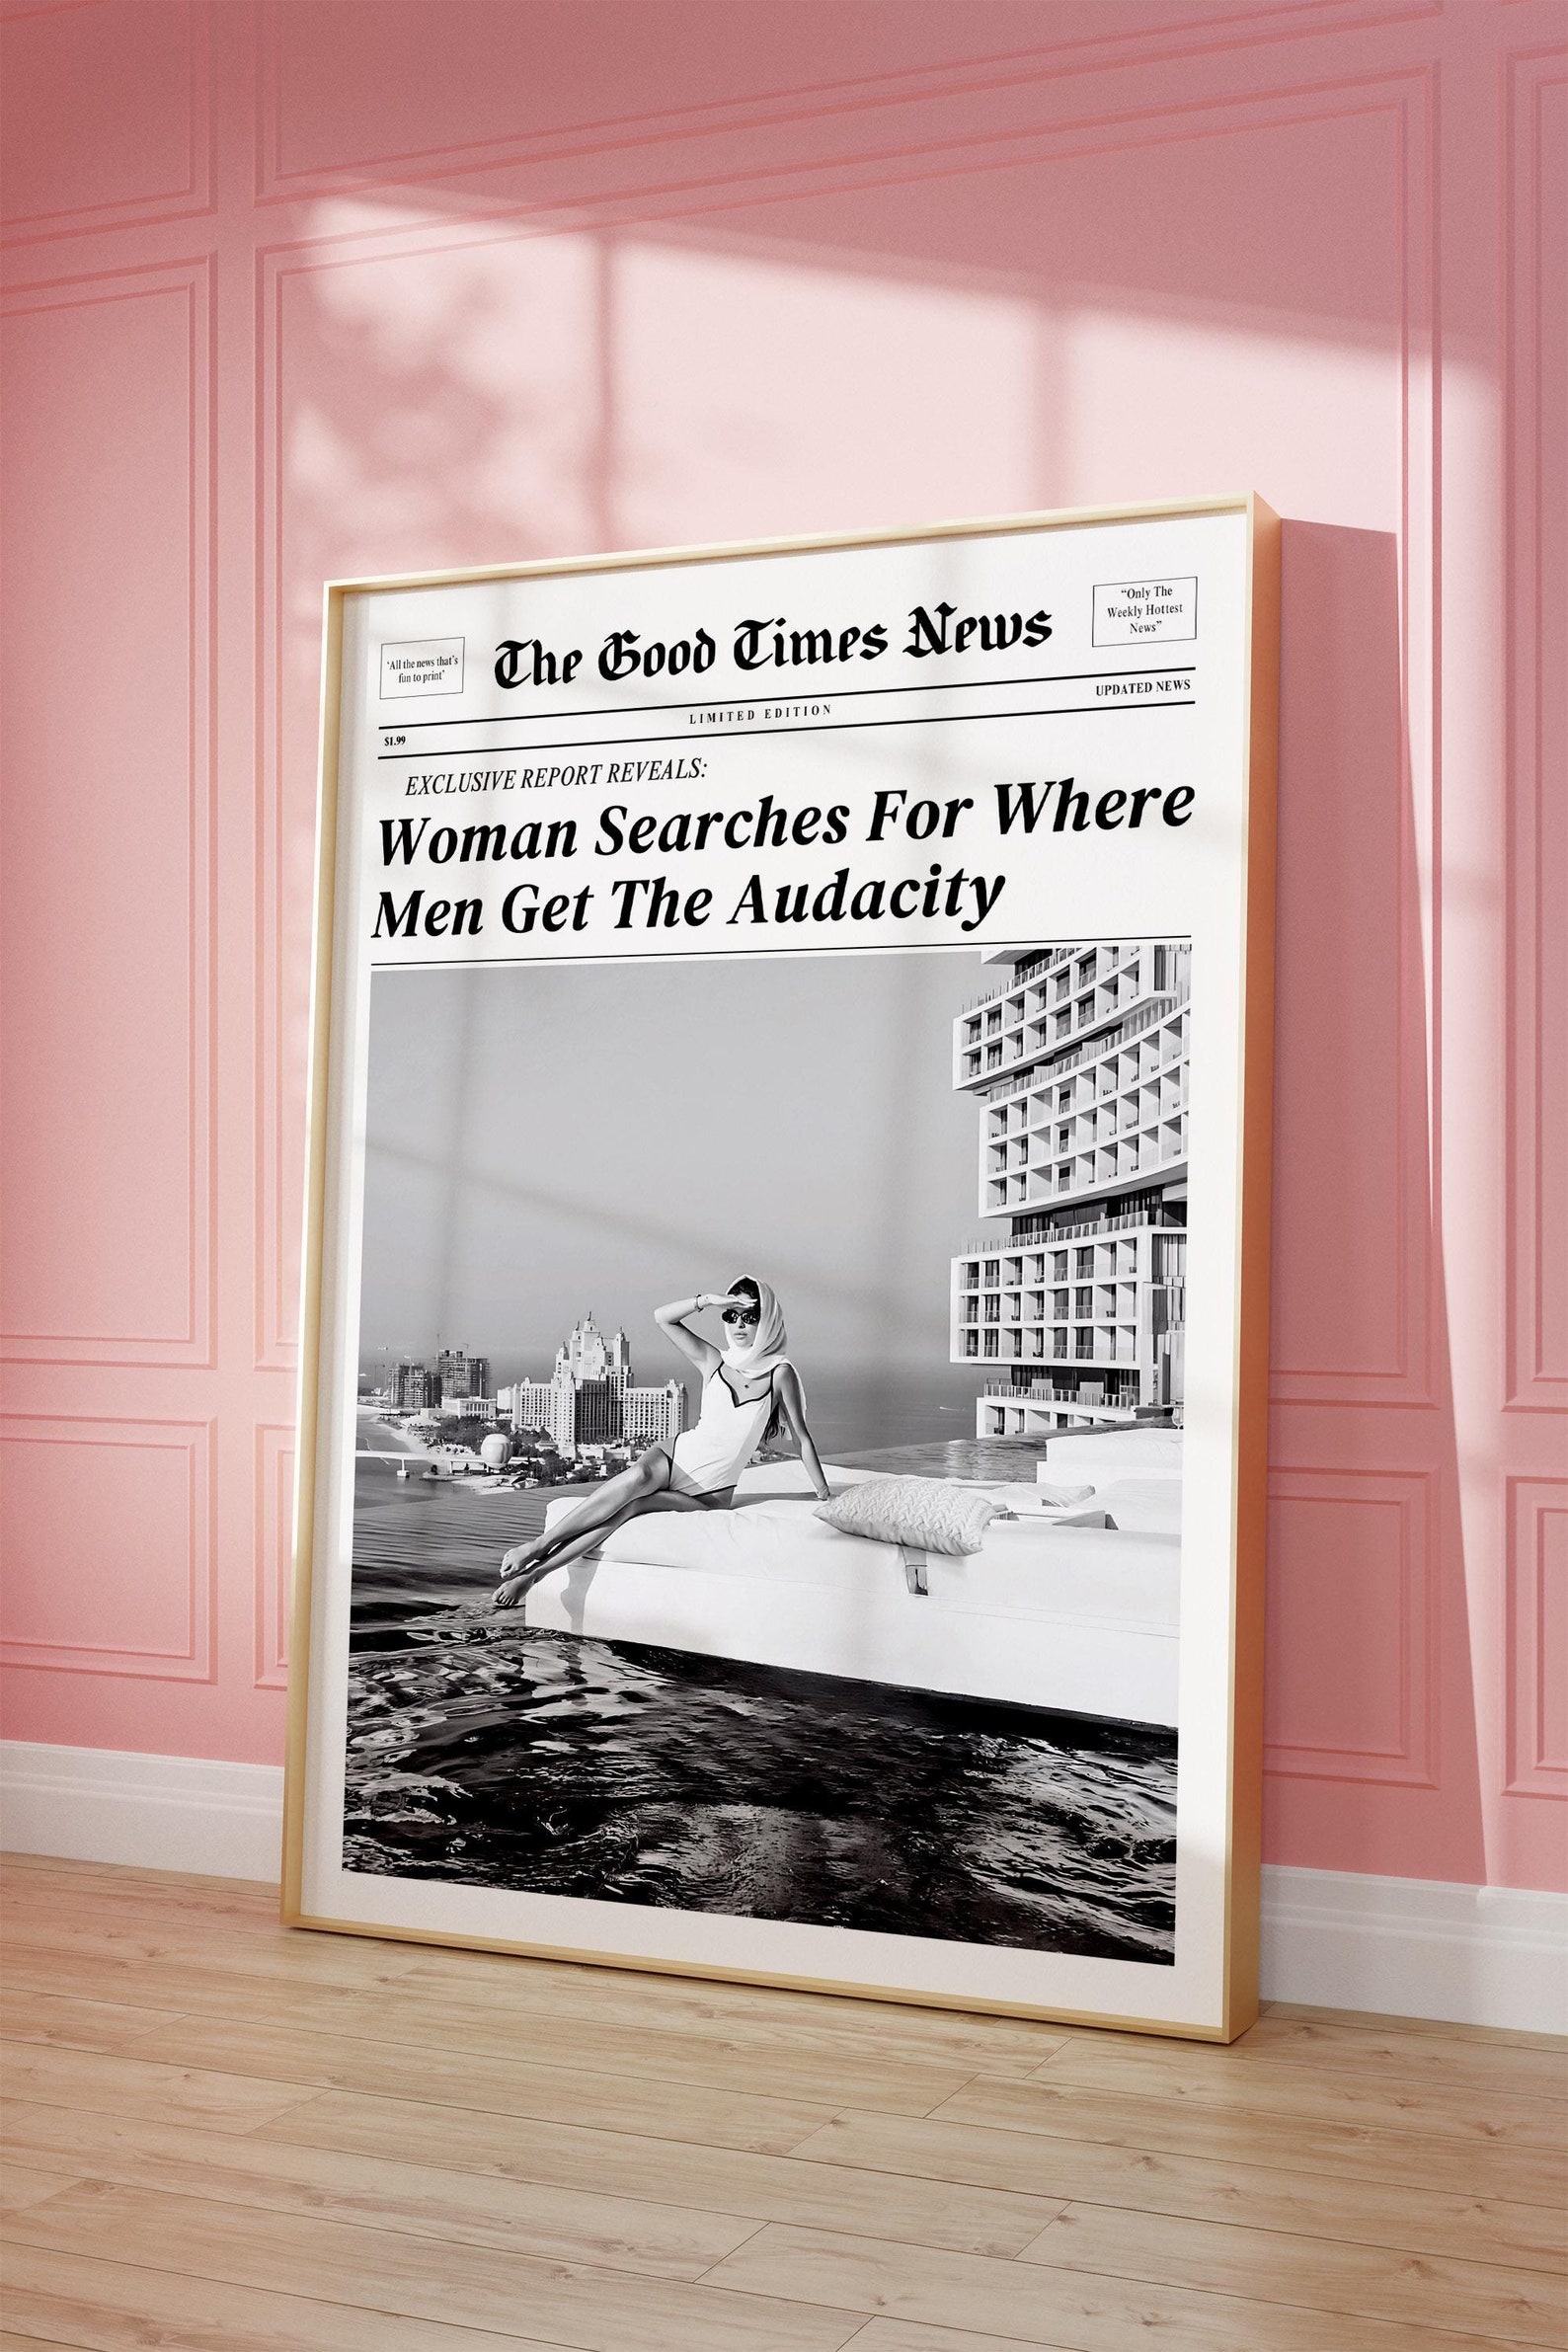 'All the news that's
fun to print'
The Good Times News
"Only The
Weekly Hottest
News"
$1.99
LIMITED EDITION
UPDATED NEWS
EXCLUSIVE REPORT REVEALS:
Woman Searches For Where
Men Get The Audacity